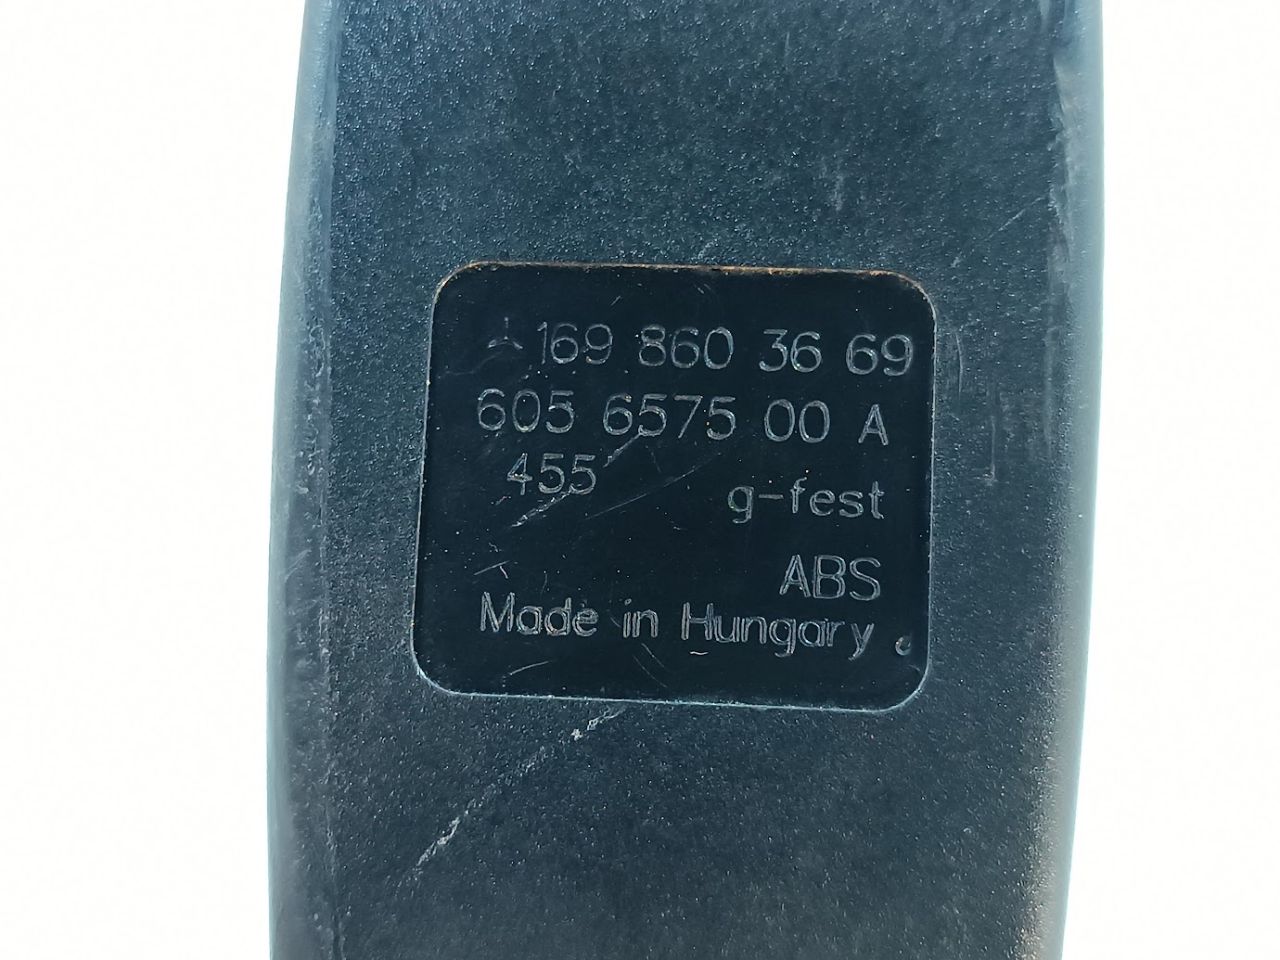 169 860 36 69
605 6575 00 A
455
g-fest
ABS
Made in Hungary